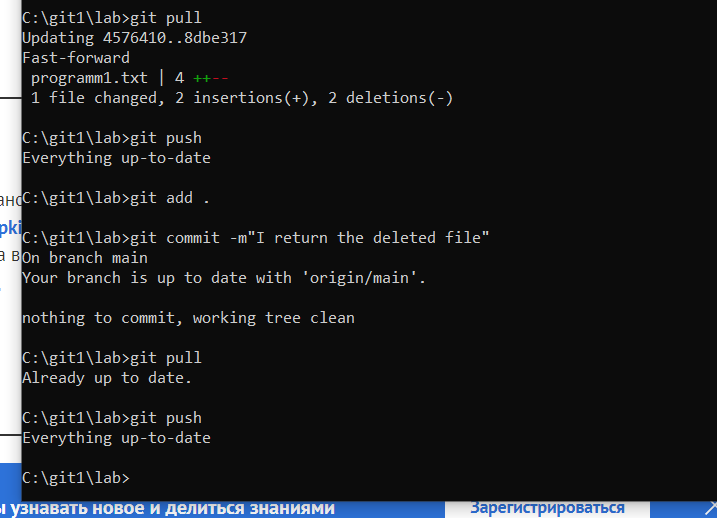 C:\git1\lab>git pull
Updating 4576410..8dbe317
Fast-forward
 programm1.txt | 4 ++--
 1 file changed, 2 insertions(+), 2 deletions(-)
C:\git1\lab>git push
Everything up-to-date
C:\git1\lab>git add .
C:\git1\lab>git commit -m"I return the deleted file"
On branch main
Your branch is up to date with 'origin/main'.
nothing to commit, working tree clean
C:\git1\lab>git pull
Already up to date.
C:\git1\lab>git push
Everything up-to-date
C:\git1\lab>
ы узнавать новое и делиться знаниями
Зарегистрироваться